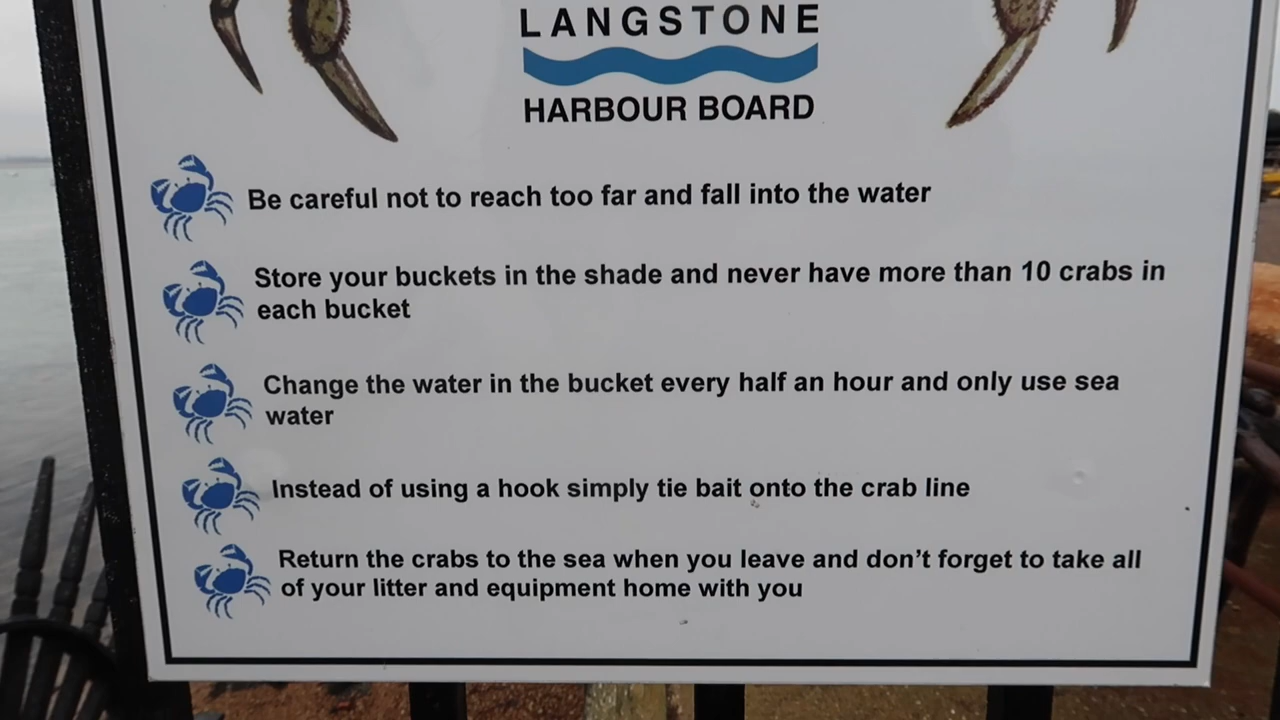 LANGSTONE
HARBOUR BOARD
Be careful not to reach too far and fall into the water
Store your buckets in the shade and never have more than 10 crabs in
each bucket
Change the water in the bucket every half an hour and only use sea
water
Instead of using a hook simply tie bait onto the crab line
Return the crabs to the sea when you leave and don’t forget to take all
of your litter and equipment home with you